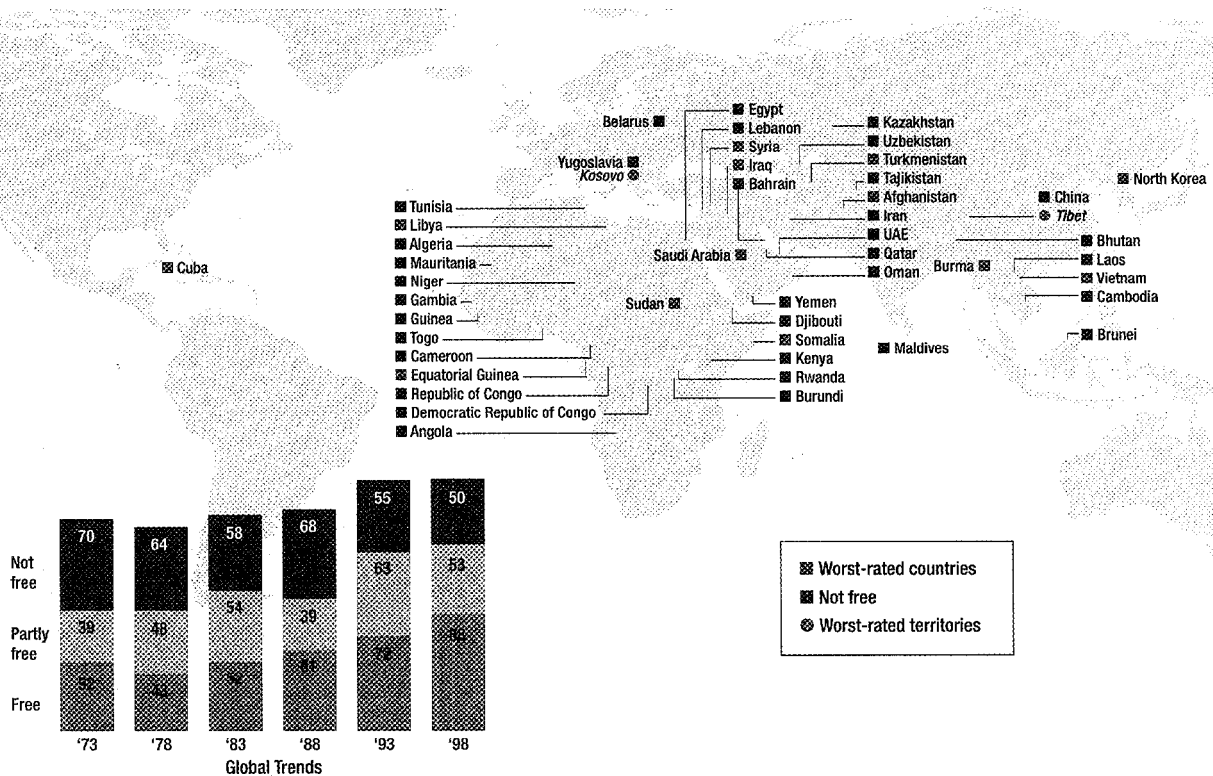 Belarus
Yugoslavia
Kosovo
Egypt
Lebanon
Syria
Iraq
Bahrain
Kazakhstan
Uzbekistan
Turkmenistan
Tajikistan
Afghanistan
Iran
UAE
Qatar
Oman
North Korea
China
Tibet
Bhutan
Laos
Vietnam
Cambodia
Brunei
Burma
Saudi Arabia
Cuba
Tunisia
Libya
Algeria
Mauritania
Niger
Gambia
Guinea
Togo
Cameroon
Equatorial Guinea
Republic of Congo
Democratic Republic of Congo
Angola
Sudan
Yemen
Djibouti
Somalia
Kenya
Rwanda
Burundi
Maldives
Not free
Partly free
Free
70 64 58 68 55 50
39 48 54 39 63 53
52
'73 '78 '83 '88 '93 '98
Global Trends
Worst-rated countries
Not free
Worst-rated territories